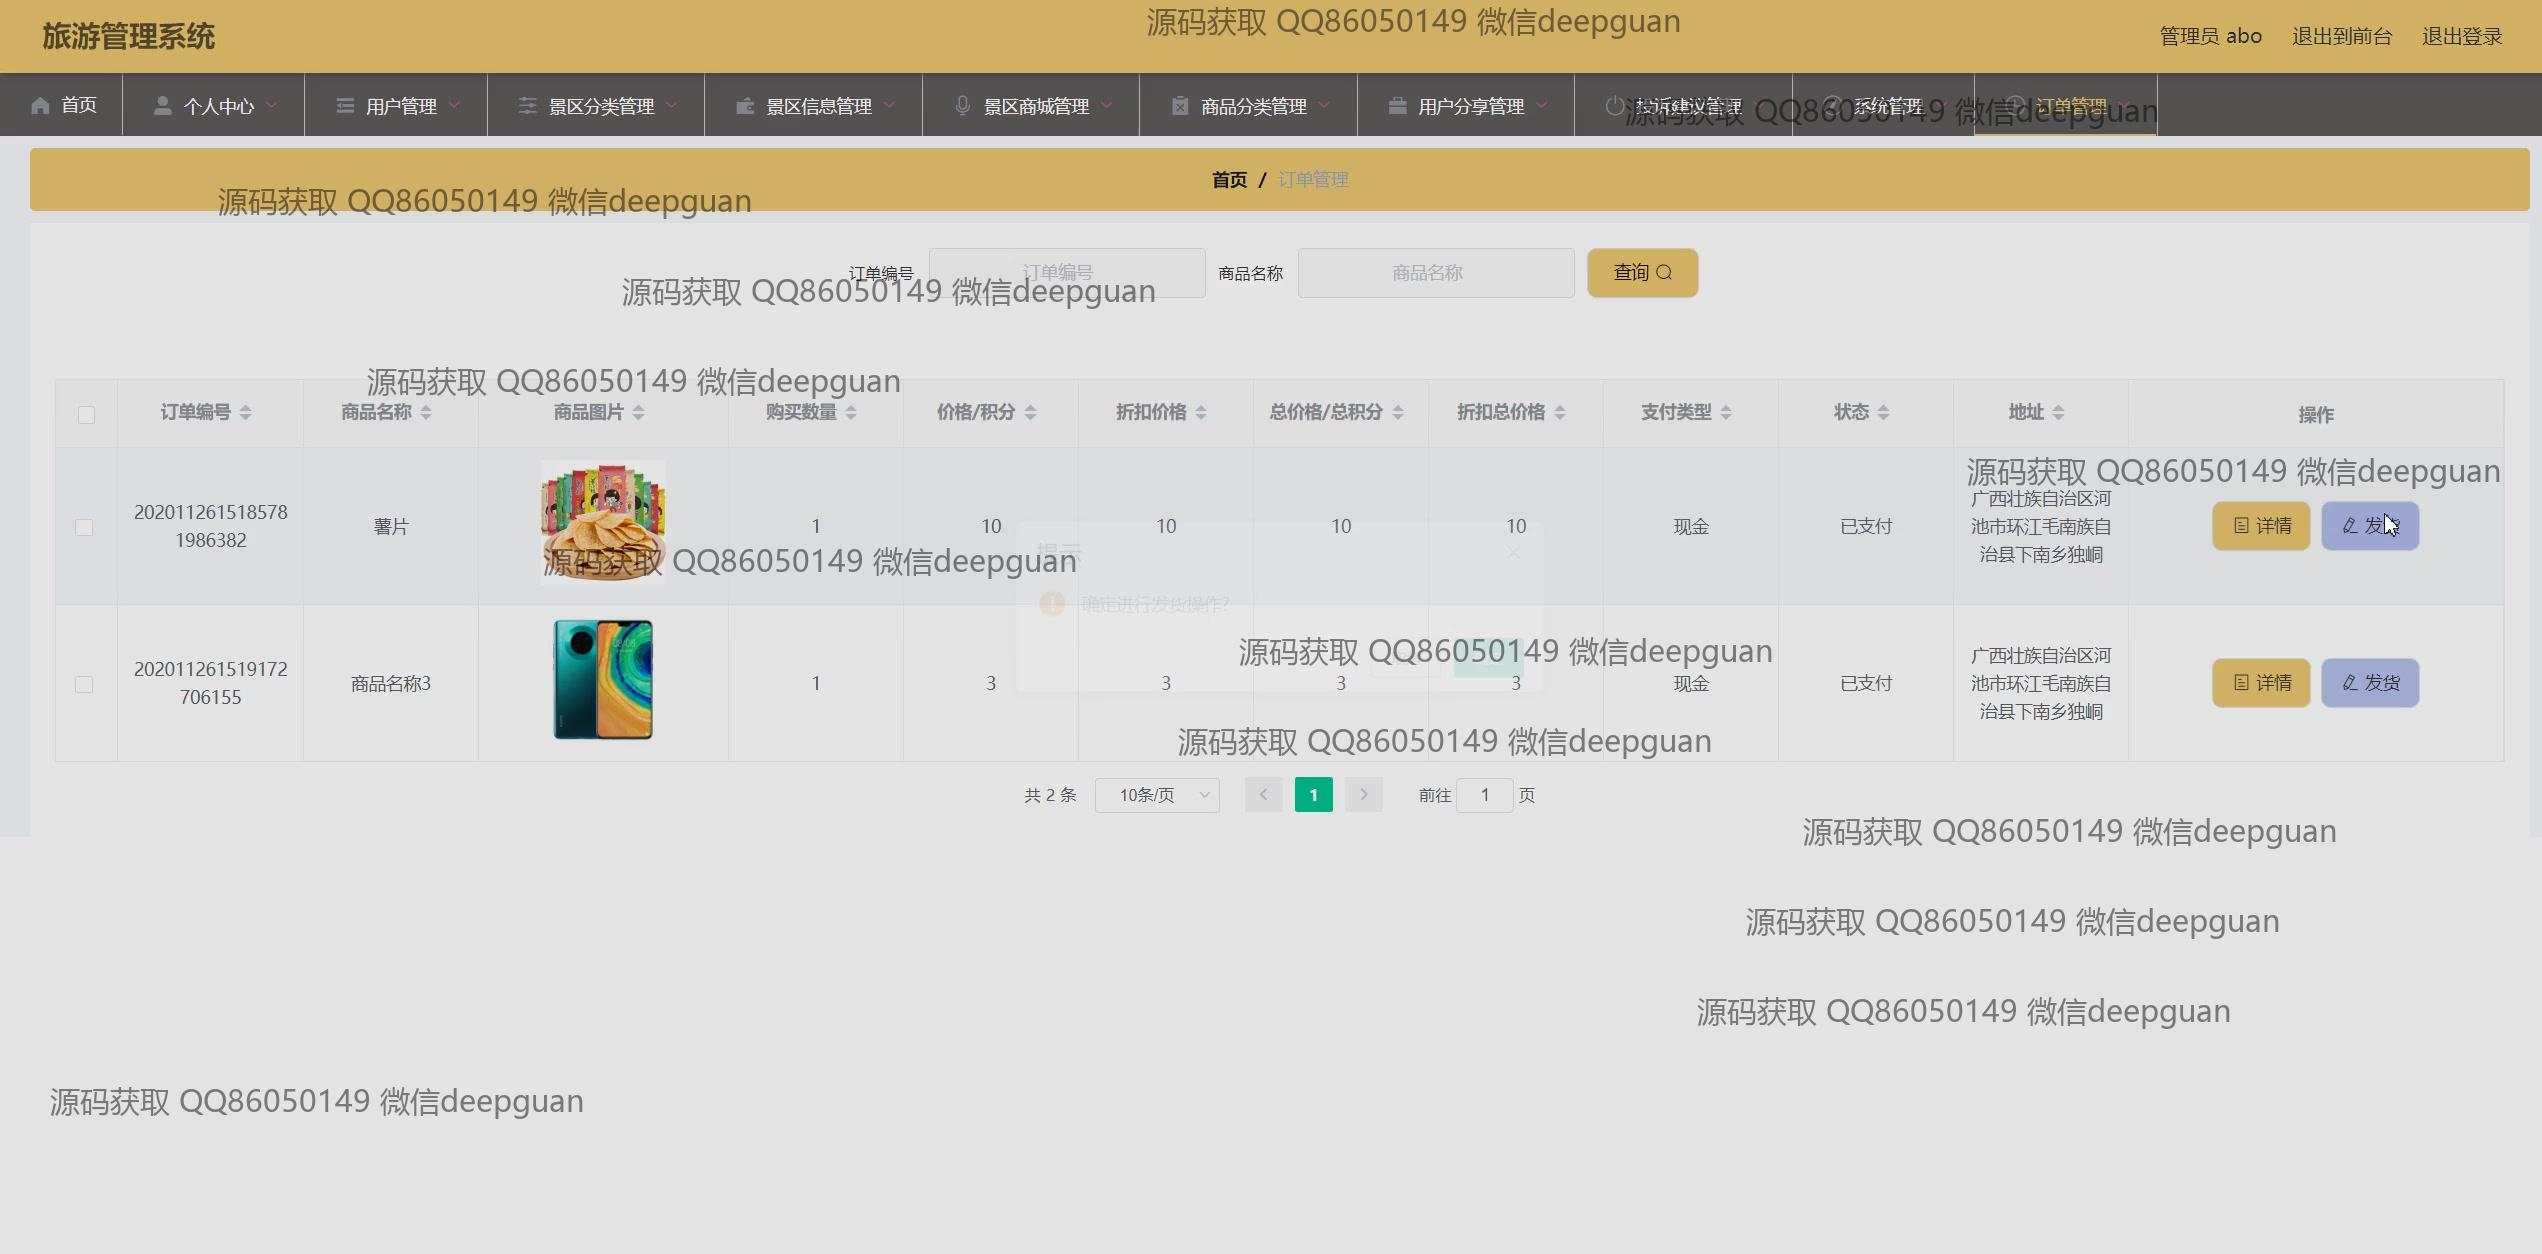 旅游管理系统
源码获取 QQ86050149 微信deepguan
管理员 abo 退出到前台 退出登录
首页 个人中心 用户管理 景区分类管理 景区信息管理 景区商城管理 商品分类管理 用户分享管理 投诉建议管理 系统管理 订单管理
源码获取 QQ86050149 微信deepguan
首页 / 订单管理
源码获取 QQ86050149 微信deepguan
订单编号 订单编号 商品名称 商品名称 查询
源码获取 QQ86050149 微信deepguan
源码获取 QQ86050149 微信deepguan
订单编号 商品名称 商品图片 购买数量 价格/积分 折扣价格 总价格/总积分 折扣总价格 支付类型 状态 地址 操作
源码获取 QQ86050149 微信deepguan
202011261518578
1986382
薯片 1 10 10 10 10 现金 已支付
广西壮族自治区河
池市环江毛南族自
治县下南乡独峒
详情 发货
提示
源码获取 QQ86050149 微信deepguan
确定进行发货操作?
源码获取 QQ86050149 微信deepguan
202011261519172
706155
商品名称3 1 3 3 3 3 现金 已支付
广西壮族自治区河
池市环江毛南族自
治县下南乡独峒
详情 发货
源码获取 QQ86050149 微信deepguan
共 2 条 10条/页 1 前往 1 页
源码获取 QQ86050149 微信deepguan
源码获取 QQ86050149 微信deepguan
源码获取 QQ86050149 微信deepguan
源码获取 QQ86050149 微信deepguan